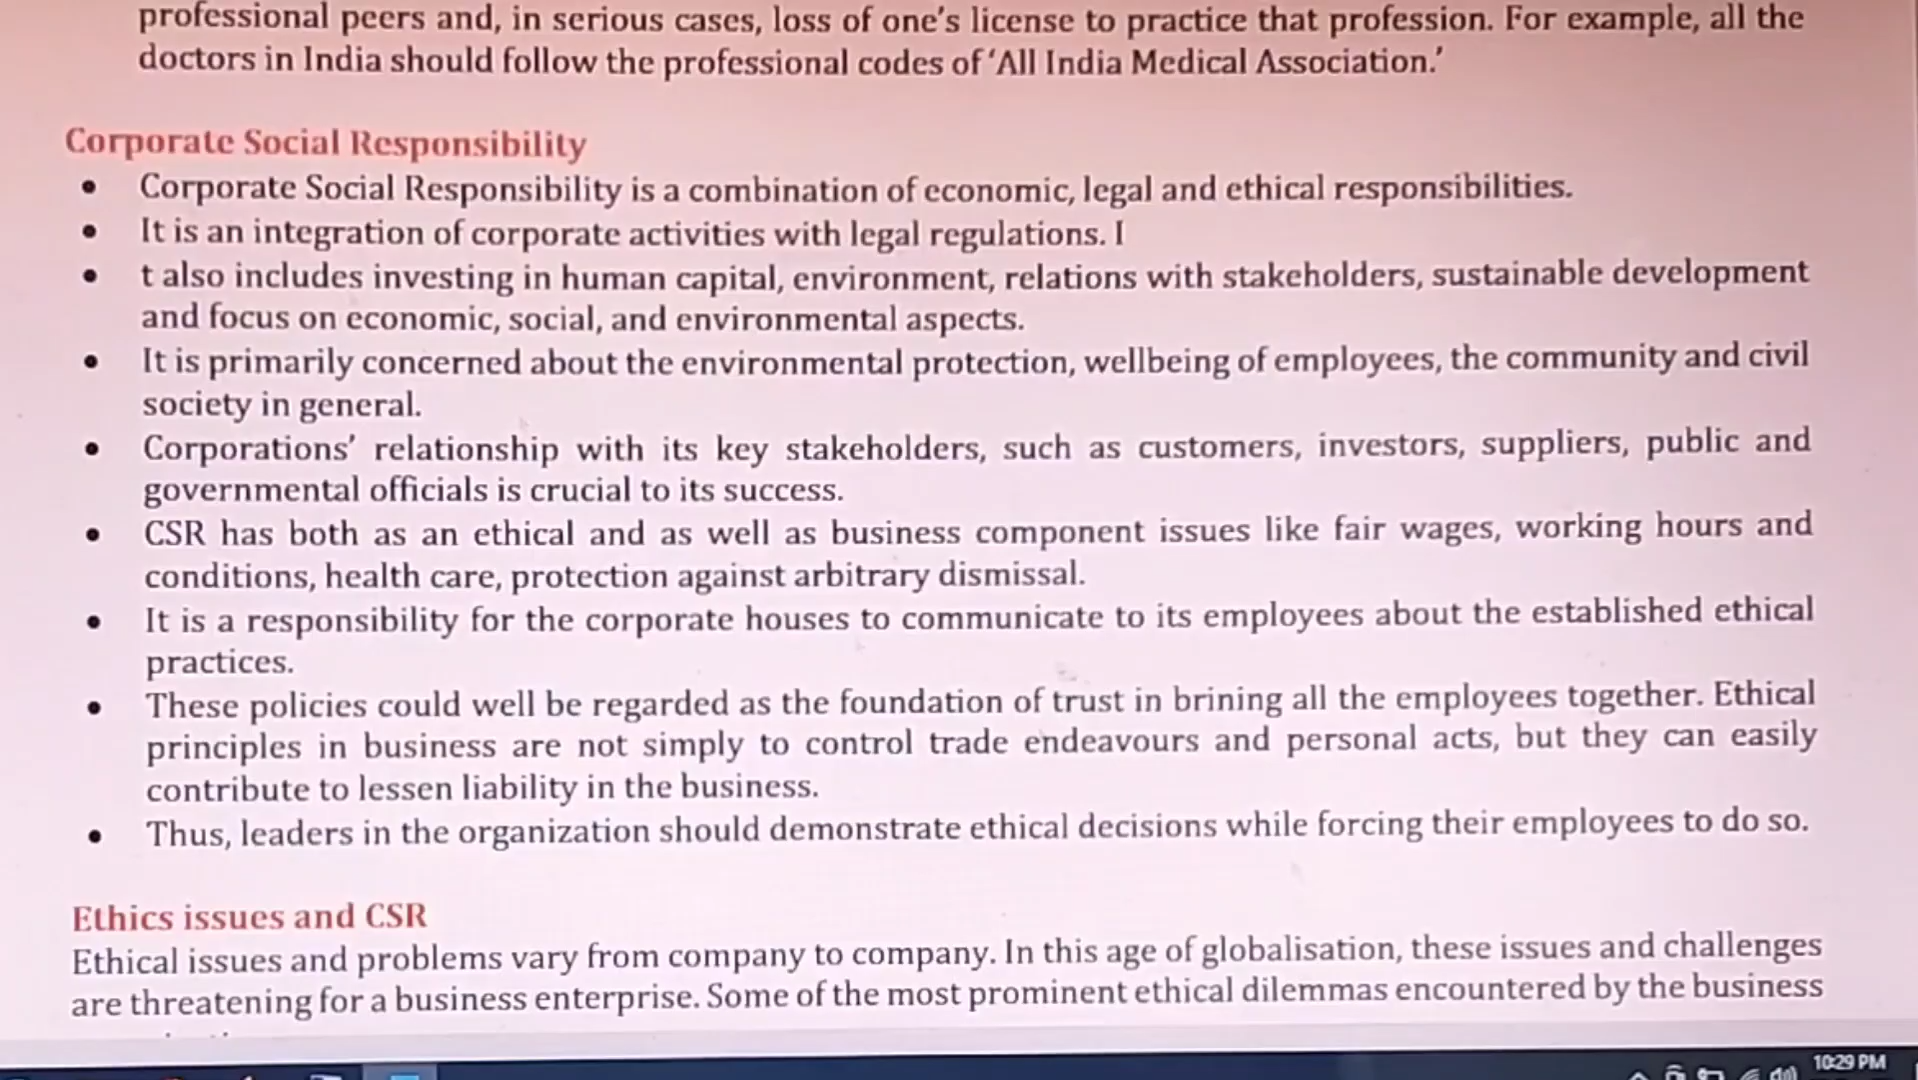 professional peers and, in serious cases, loss of one's license to practice that profession. For example, all the
doctors in India should follow the professional codes of 'All India Medical Association.'
Corporate Social Responsibility
• Corporate Social Responsibility is a combination of economic, legal and ethical responsibilities.
• It is an integration of corporate activities with legal regulations. I
• t also includes investing in human capital, environment, relations with stakeholders, sustainable development
and focus on economic, social, and environmental aspects.
• It is primarily concerned about the environmental protection, wellbeing of employees, the community and civil
society in general.
• Corporations' relationship with its key stakeholders, such as customers, investors, suppliers, public and
governmental officials is crucial to its success.
• CSR has both as an ethical and as well as business component issues like fair wages, working hours and
conditions, health care, protection against arbitrary dismissal.
• It is a responsibility for the corporate houses to communicate to its employees about the established ethical
practices.
• These policies could well be regarded as the foundation of trust in brining all the employees together. Ethical
principles in business are not simply to control trade endeavours and personal acts, but they can easily
contribute to lessen liability in the business.
• Thus, leaders in the organization should demonstrate ethical decisions while forcing their employees to do so.
Ethics issues and CSR
Ethical issues and problems vary from company to company. In this age of globalisation, these issues and challenges
are threatening for a business enterprise. Some of the most prominent ethical dilemmas encountered by the business
10:29 PM